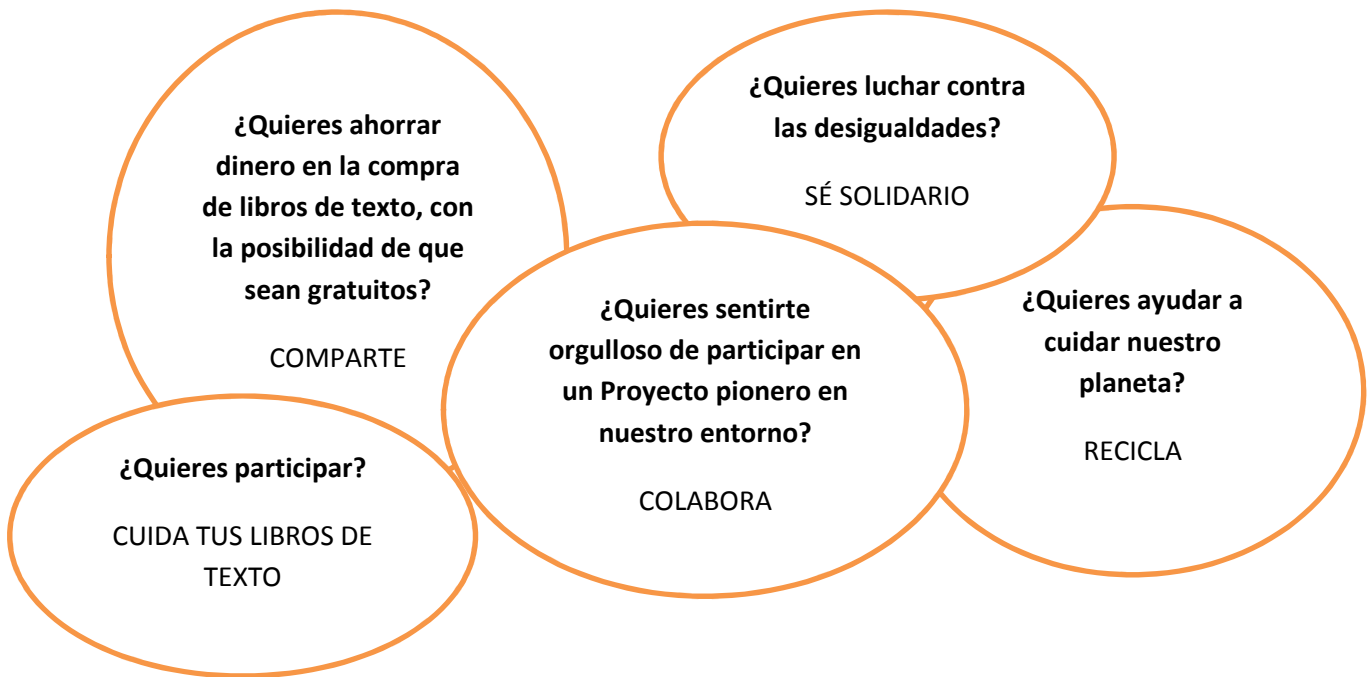 ¿Quieres ahorrar
dinero en la compra
de libros de texto, con
la posibilidad de que
sean gratuitos?
COMPARTE
¿Quieres luchar contra
las desigualdades?
SÉ SOLIDARIO
¿Quieres sentirte
orgulloso de participar en
un Proyecto pionero en
nuestro entorno?
COLABORA
¿Quieres ayudar a
cuidar nuestro
planeta?
RECICLA
¿Quieres participar?
CUIDA TUS LIBROS DE
TEXTO